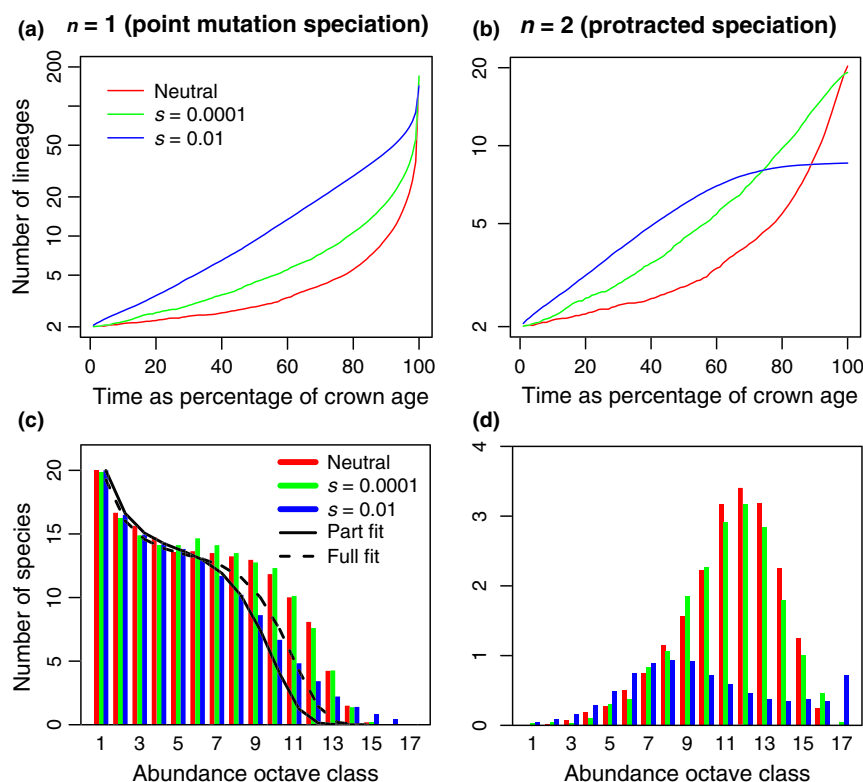 (a) n = 1 (point mutation speciation)
200
50
20
10
5
2
Number of lineages
Neutral
s = 0.0001
s = 0.01
0 20 40 60 80 100
Time as percentage of crown age
(b) n = 2 (protracted speciation)
20
10
5
2
0 20 40 60 80 100
Time as percentage of crown age
(c)
20
15
10
5
0
Number of species
Neutral
s = 0.0001
s = 0.01
Part fit
Full fit
1 3 5 7 9 11 13 15 17
Abundance octave class
(d)
4
3
2
1
0
1 3 5 7 9 11 13 15 17
Abundance octave class